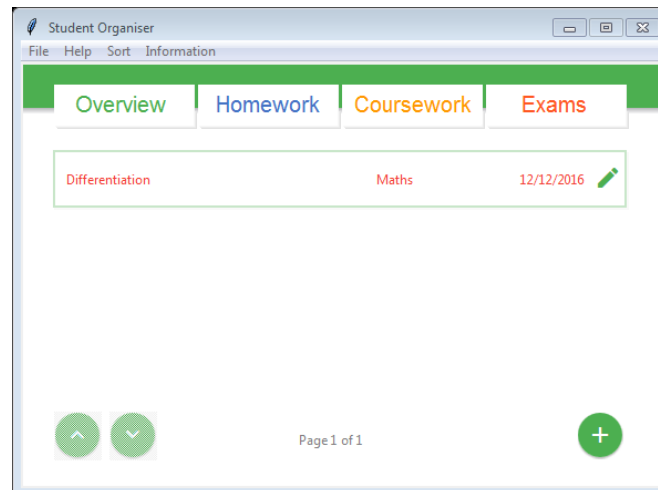 Student Organiser
File Help Sort Information
Overview Homework Coursework Exams
Differentiation Maths 12/12/2016
Page 1 of 1